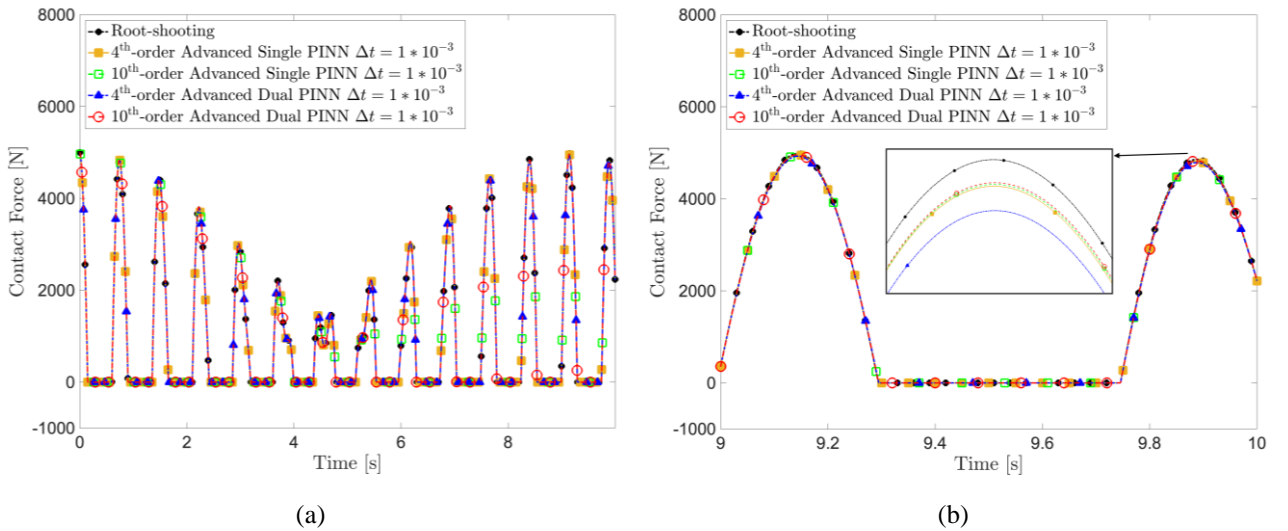 Root-shooting
4th-order Advanced Single PINN Δt = 1 * 10−3
10th-order Advanced Single PINN Δt = 1 * 10−3
4th-order Advanced Dual PINN Δt = 1 * 10−3
10th-order Advanced Dual PINN Δt = 1 * 10−3
8000
6000
4000
2000
0
-1000
Contact Force [N]
0 2 4 6 8
Time [s]
(a)
Root-shooting
4th-order Advanced Single PINN Δt = 1 * 10−3
10th-order Advanced Single PINN Δt = 1 * 10−3
4th-order Advanced Dual PINN Δt = 1 * 10−3
10th-order Advanced Dual PINN Δt = 1 * 10−3
8000
6000
4000
2000
0
-1000
Contact Force [N]
9 9.2 9.4 9.6 9.8 10
Time [s]
(b)